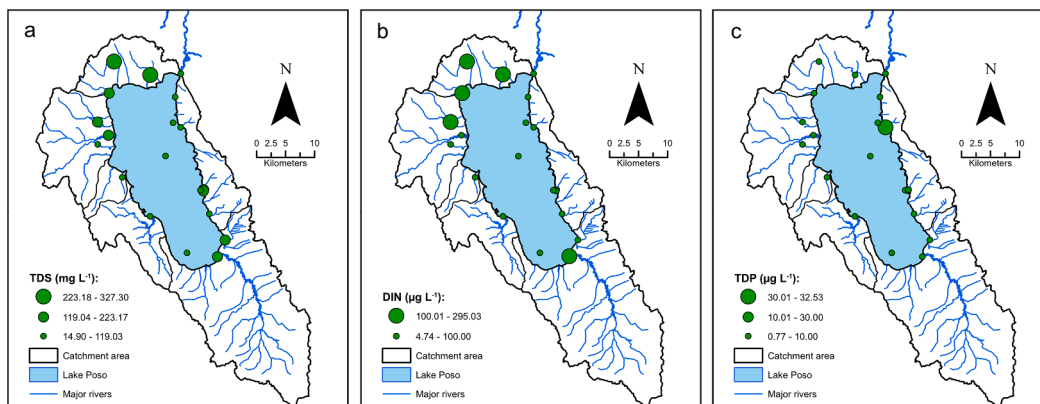 a
N
0 2.5 5 10
Kilometers
TDS (mg L⁻¹):
223.18 - 327.30
119.04 - 223.17
14.90 - 119.03
Catchment area
Lake Poso
Major rivers
b
N
0 2.5 5 10
Kilometers
DIN (µg L⁻¹):
100.01 - 295.03
4.74 - 100.00
Catchment area
Lake Poso
Major rivers
c
N
0 2.5 5 10
Kilometers
TDP (µg L⁻¹):
30.01 - 32.53
10.01 - 30.00
0.77 - 10.00
Catchment area
Lake Poso
Major rivers